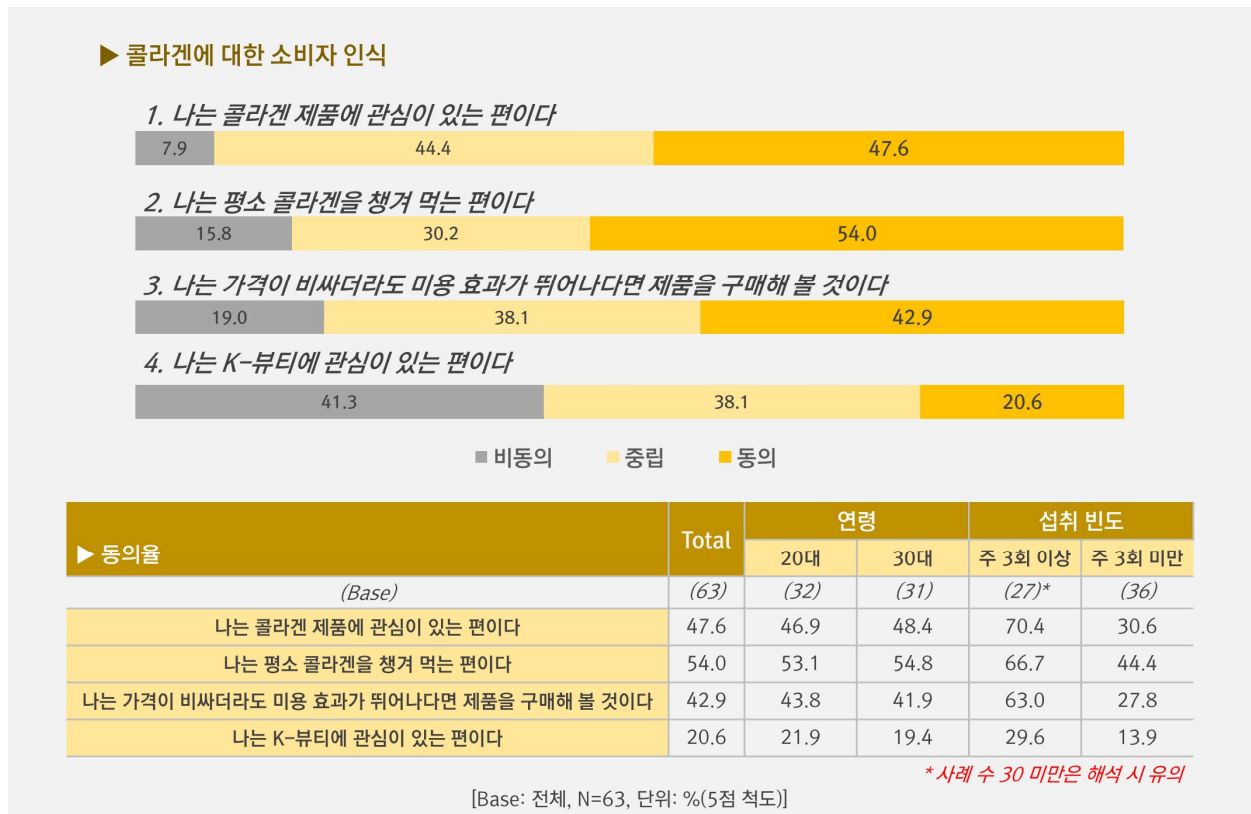 ▶ 콜라겐에 대한 소비자 인식
1. 나는 콜라겐 제품에 관심이 있는 편이다
7.9 44.4 47.6
2. 나는 평소 콜라겐을 챙겨 먹는 편이다
15.8 30.2 54.0
3. 나는 가격이 비싸더라도 미용 효과가 뛰어나다면 제품을 구매해 볼 것이다
19.0 38.1 42.9
4. 나는 K-뷰티에 관심이 있는 편이다
41.3 38.1 20.6
비동의 중립 동의
▶ 동의율 Total 연령 섭취 빈도
20대 30대 주 3회 이상 주 3회 미만
(Base) (63) (32) (31) (27)* (36)
나는 콜라겐 제품에 관심이 있는 편이다 47.6 46.9 48.4 70.4 30.6
나는 평소 콜라겐을 챙겨 먹는 편이다 54.0 53.1 54.8 66.7 44.4
나는 가격이 비싸더라도 미용 효과가 뛰어나다면 제품을 구매해 볼 것이다 42.9 43.8 41.9 63.0 27.8
나는 K-뷰티에 관심이 있는 편이다 20.6 21.9 19.4 29.6 13.9
* 사례 수 30 미만은 해석 시 유의
[Base: 전체, N=63, 단위: %(5점 척도)]